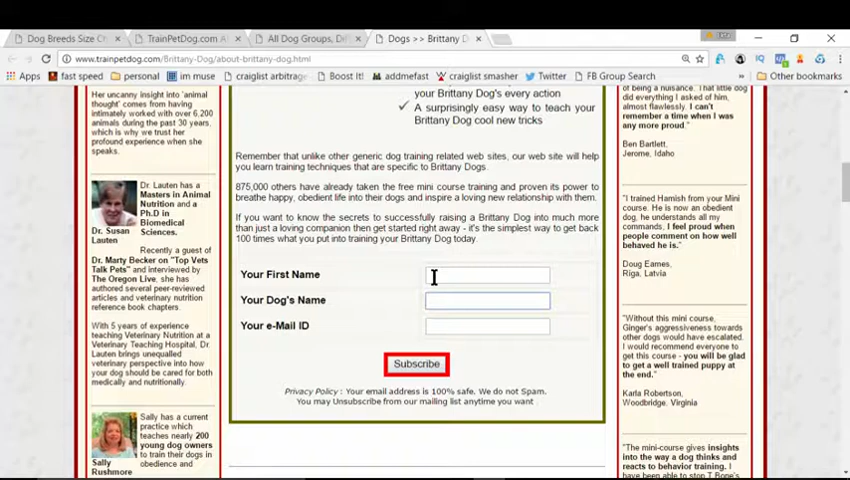 Dog Breeds Size Ch
TrainPetDog.com A
All Dog Groups, Di
Dogs >> Brittany D
www.trainpetdog.com/Brittany-Dog/about-brittany-dog.html
Apps
fast speed
personal
im muse
craiglist arbitrage
Boost It!
addmefast
craiglist smasher
Twitter
FB Group Search
Other bookmarks
Her uncanny insight into 'animal
thought' comes from having
intimately worked with over 6,200
animals during the past 30 years,
which is why we trust her
profound experience when she
speaks.
Dr. Lauten has a
Masters in Animal
Nutrition and a
Ph.D in
Biomedical
Sciences.
Dr. Susan
Lauten
Recently a guest of
Dr. Marty Becker on "Top Vets
Talk Pets" and interviewed by
The Oregon Live, she has
authored several peer-reviewed
articles and veterinary nutrition
reference book chapters.
With 5 years of experience
teaching Veterinary Nutrition at a
Veterinary Teaching Hospital, Dr.
Lauten brings unequalled
veterinary perspective into how
your dog should be cared for both
medically and nutritionally.
Sally has a current
practice which
teaches nearly 200
young dog owners
to train their dogs in
obedience and
Sally
Rushmore
your Brittany Dog's every action
A surprisingly easy way to teach your
Brittany Dog cool new tricks
Remember that unlike other generic dog training related web sites, our web site will help
you learn training techniques that are specific to Brittany Dogs.
875,000 others have already taken the free mini course training and proven its power to
breathe happy, obedient life into their dogs and inspire a loving new relationship with them.
If you want to know the secrets to successfully raising a Brittany Dog into much more
than just a loving companion then get started right away - it's the simplest way to get back
100 times what you put into training your Brittany Dog today.
Your First Name
Your Dog's Name
Your e-Mail ID
Subscribe
Privacy Policy : Your email address is 100% safe. We do not Spam.
You may Unsubscribe from our mailing list anytime you want
of being a nuisance. That little dog
did everything I asked of him,
almost flawlessly. I can't
remember a time when I was
any more proud."
Ben Bartlett,
Jerome, Idaho
"I trained Hamish from your Mini
course. He is now an obedient
dog, he understands all my
commands, I feel proud when
people comment on how well
behaved he is."
Doug Eames,
Riga, Latvia
"Without this mini course,
Ginger's aggressiveness towards
other dogs would have escalated.
I would recommend everyone to
get this course - you will be glad
to get a well trained puppy at
the end."
Karla Robertson,
Woodbridge, Virginia
"The mini-course gives insights
into the way a dog thinks and
reacts to behavior training. I
have been able to stop T Bone's